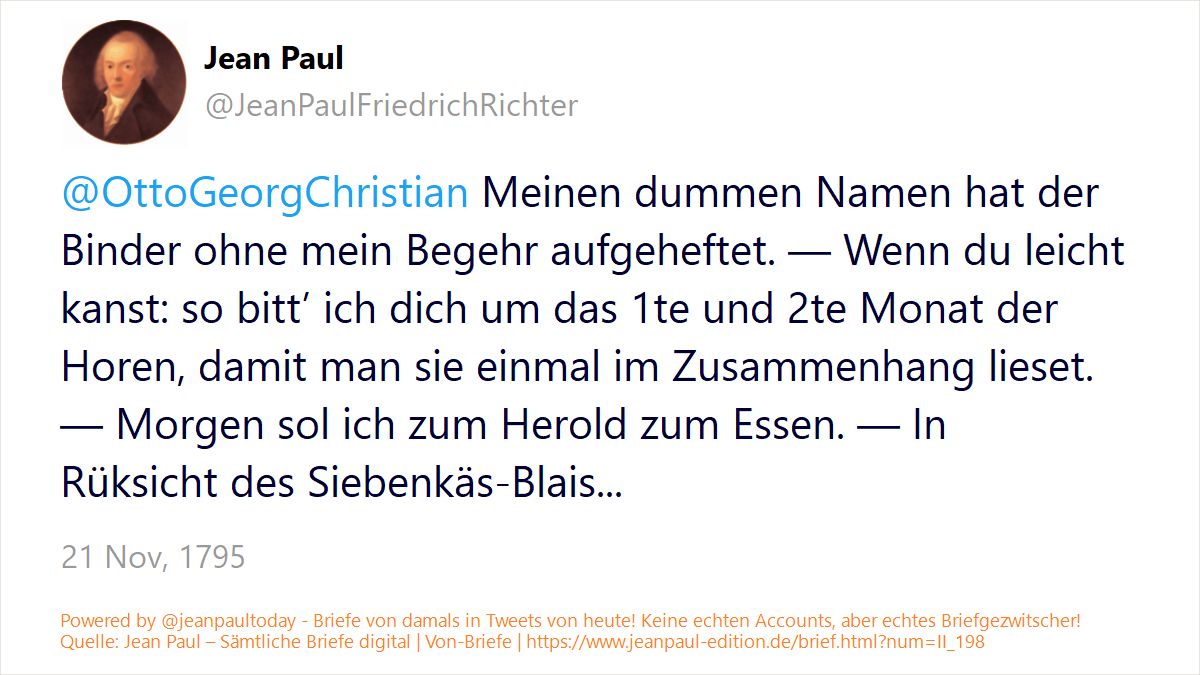 Jean Paul
@JeanPaulFriedrichRichter
@OttoGeorgChristian Meinen dummen Namen hat der
Binder ohne mein Begehr aufgeheftet. — Wenn du leicht
kanst: so bitt’ ich dich um das 1te und 2te Monat der
Horen, damit man sie einmal im Zusammenhang lieset.
— Morgen sol ich zum Herold zum Essen. — In
Rüksicht des Siebenkäs-Blais...
21 Nov, 1795
Powered by @jeanpaultoday - Briefe von damals in Tweets von heute! Keine echten Accounts, aber echtes Briefgezwitscher!
Quelle: Jean Paul – Sämtliche Briefe digital | Von-Briefe | https://www.jeanpaul-edition.de/brief.html?num=II_198